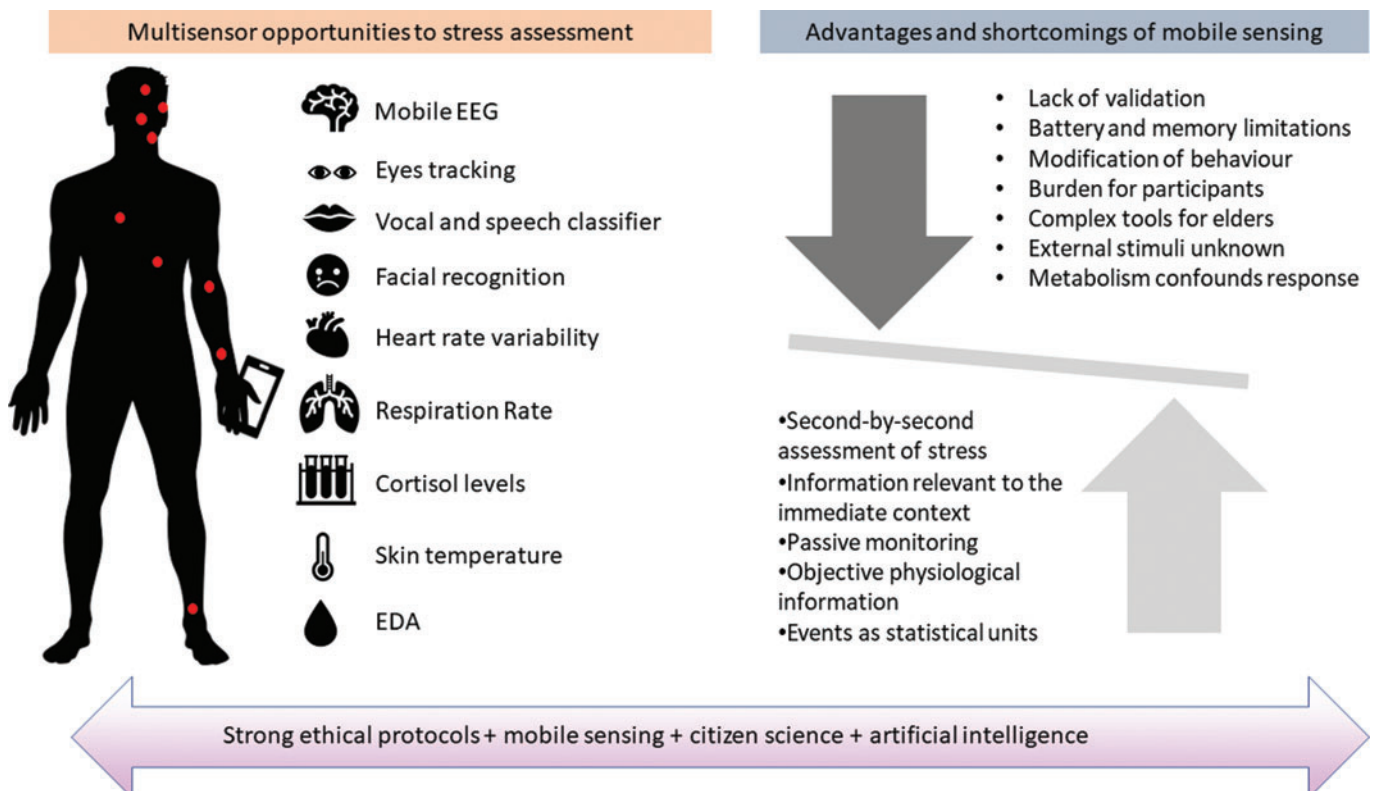 Multisensor opportunities to stress assessment
Mobile EEG
Eyes tracking
Vocal and speech classifier
Facial recognition
Heart rate variability
Respiration Rate
Cortisol levels
Skin temperature
EDA
Advantages and shortcomings of mobile sensing
• Lack of validation
• Battery and memory limitations
• Modification of behaviour
• Burden for participants
• Complex tools for elders
• External stimuli unknown
• Metabolism confounds response
•Second-by-second
assessment of stress
•Information relevant to the
immediate context
•Passive monitoring
•Objective physiological
information
•Events as statistical units
Strong ethical protocols + mobile sensing + citizen science + artificial intelligence